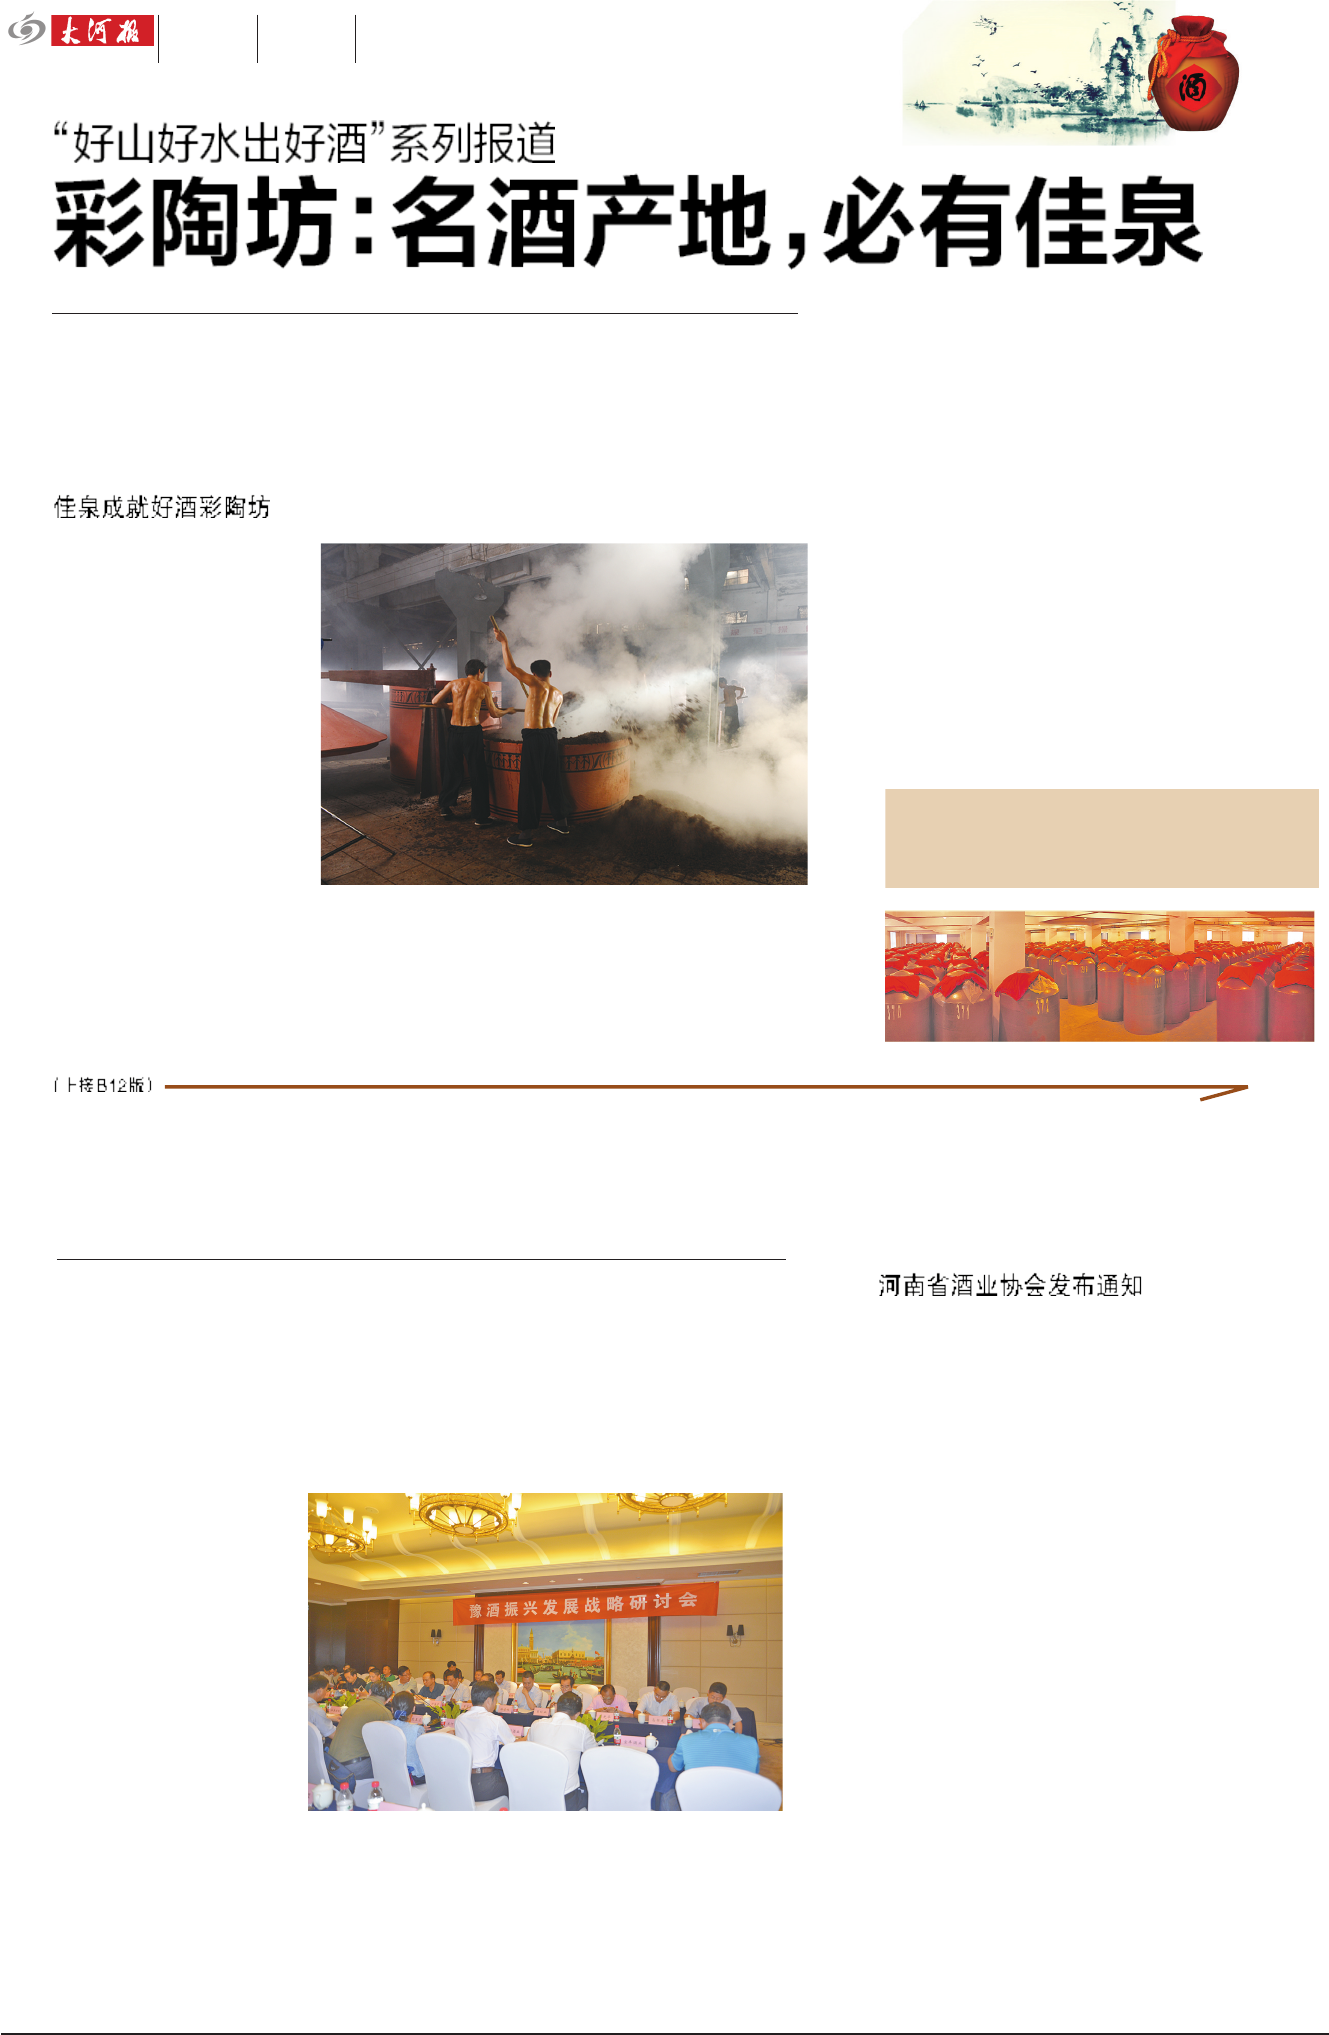 大河报
酒
“好山好水出好酒”系列报道
彩陶坊：名酒产地，必有佳泉
佳泉成就好酒彩陶坊
（上接B12版）
河南省酒业协会发布通知
豫酒振兴发展战略研讨会